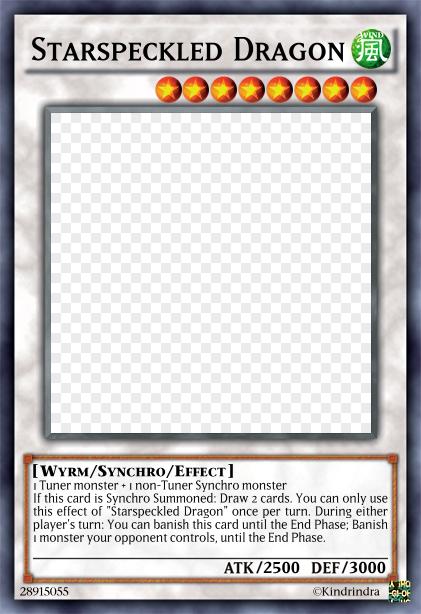 Starspeckled Dragon
WIND
風
[Wyrm/Synchro/Effect]
1 Tuner monster + 1 non-Tuner Synchro monster
If this card is Synchro Summoned: Draw 2 cards. You can only use
this effect of "Starspeckled Dragon" once per turn. During either
player's turn: You can banish this card until the End Phase; Banish
1 monster your opponent controls, until the End Phase.
ATK/2500 DEF/3000
28915055
©Kindrindra